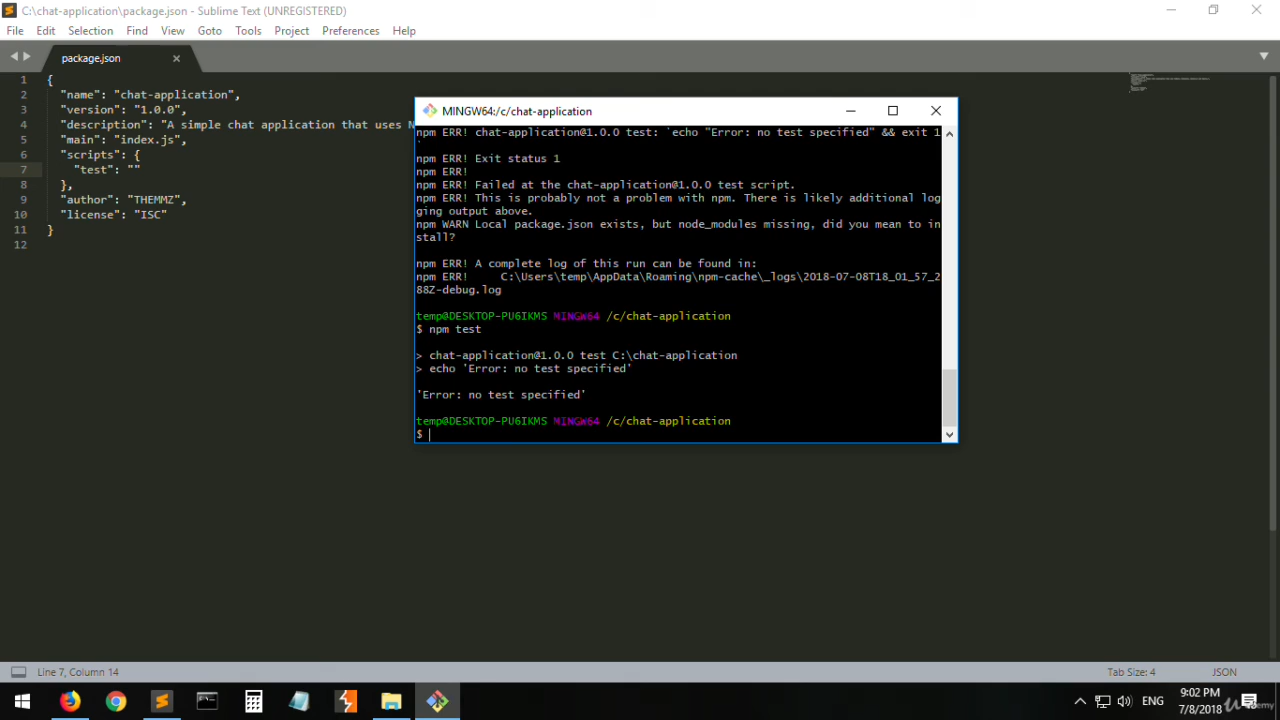 C:\chat-application\package.json - Sublime Text (UNREGISTERED)
File Edit Selection Find View Goto Tools Project Preferences Help
package.json
1 {
2 "name": "chat-application",
3 "version": "1.0.0",
4 "description": "A simple chat application that uses N
5 "main": "index.js",
6 "scripts": {
7 "test": ""
8 },
9 "author": "THEMMZ",
10 "license": "ISC"
11 }
12
MINGW64:/c/chat-application
npm ERR! chat-application@1.0.0 test: `echo "Error: no test specified" && exit 1
`
npm ERR! Exit status 1
npm ERR!
npm ERR! Failed at the chat-application@1.0.0 test script.
npm ERR! This is probably not a problem with npm. There is likely additional log
ging output above.
npm WARN Local package.json exists, but node_modules missing, did you mean to in
stall?
npm ERR! A complete log of this run can be found in:
npm ERR!     C:\Users\temp\AppData\Roaming\npm-cache\_logs\2018-07-08T18_01_57_2
88Z-debug.log
temp@DESKTOP-PU6IKMS MINGW64 /c/chat-application
$ npm test
> chat-application@1.0.0 test C:\chat-application
> echo 'Error: no test specified'
'Error: no test specified'
temp@DESKTOP-PU6IKMS MINGW64 /c/chat-application
$
Line 7, Column 14
Tab Size: 4
JSON
ENG
9:02 PM
7/8/2018